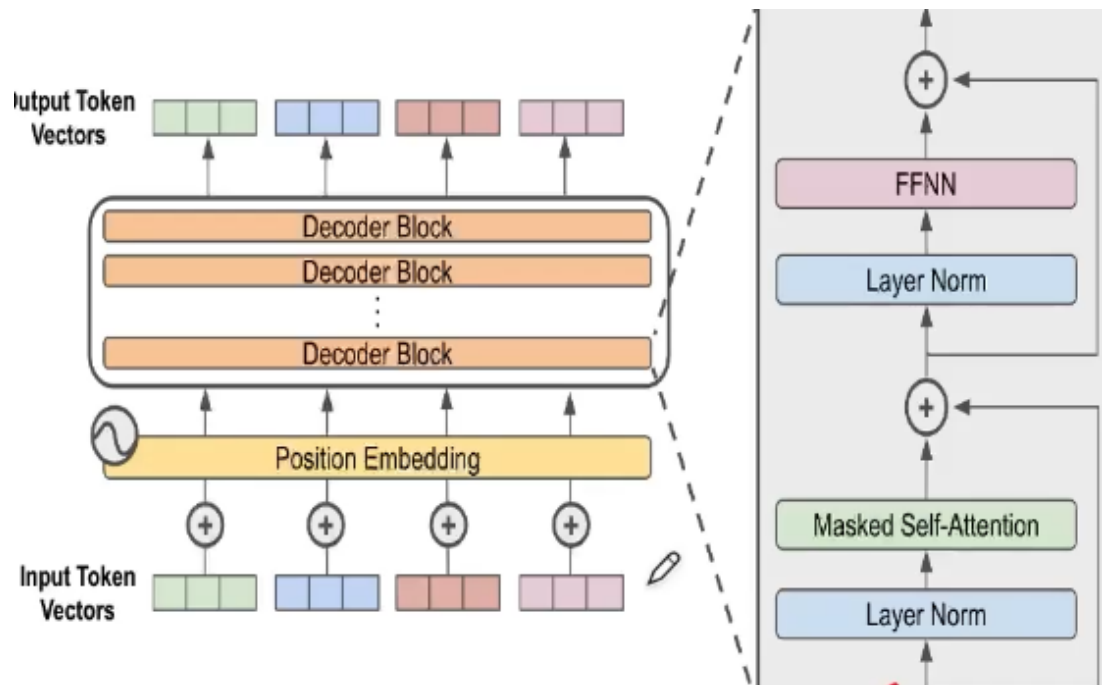 utput Token
Vectors
Decoder Block
Decoder Block
Decoder Block
Position Embedding
Input Token
Vectors
FFNN
Layer Norm
Masked Self-Attention
Layer Norm